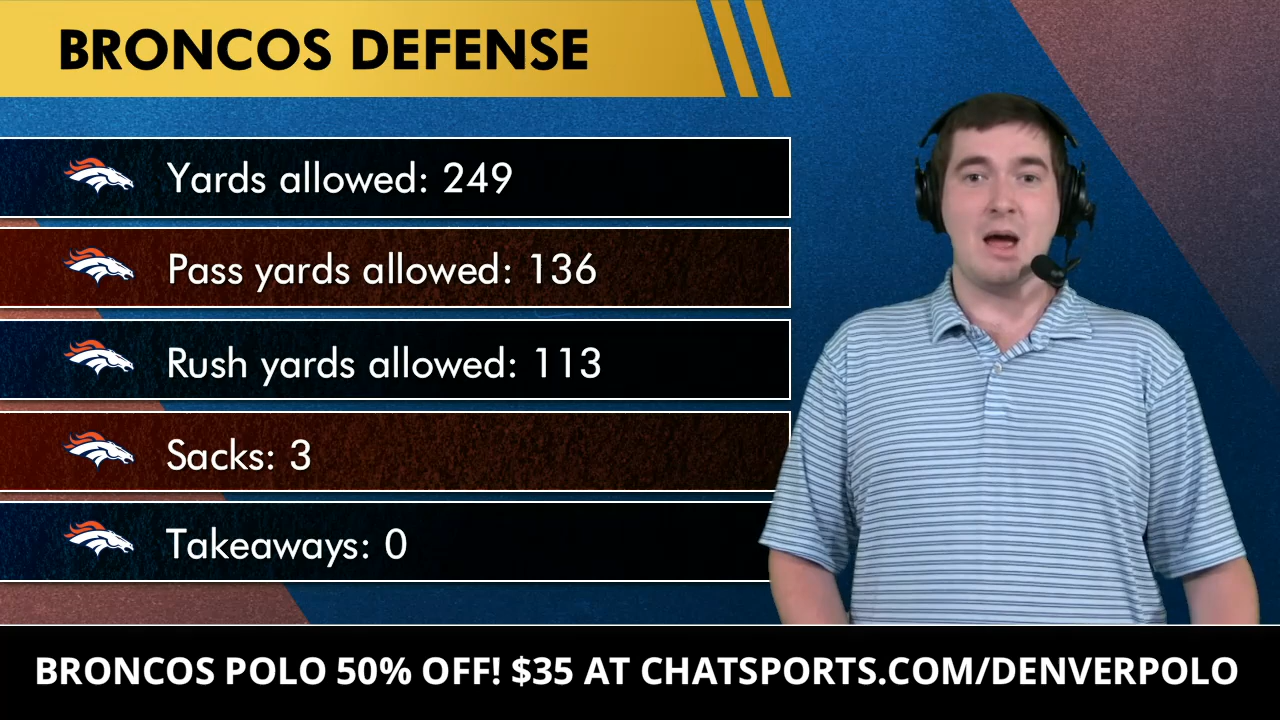 BRONCOS DEFENSE
Yards allowed: 249
Pass yards allowed: 136
Rush yards allowed: 113
Sacks: 3
Takeaways: 0
BRONCOS POLO 50% OFF! $35 AT CHATSPORTS.COM/DENVERPOLO